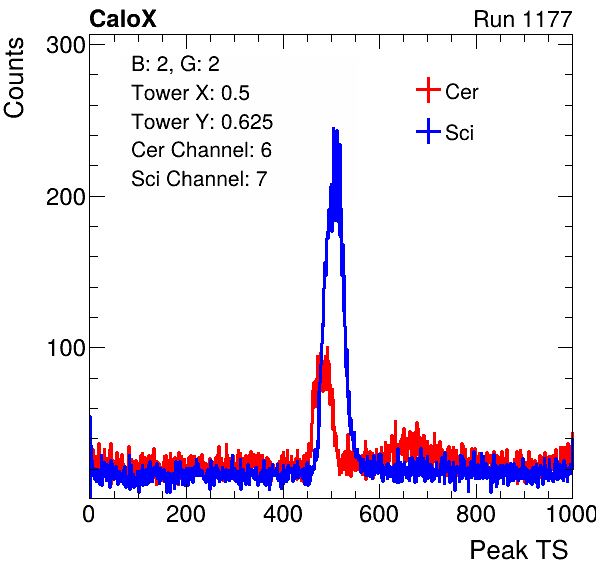 CaloX Run 1177
Counts
300
200
100
B: 2, G: 2
Tower X: 0.5
Tower Y: 0.625
Cer Channel: 6
Sci Channel: 7
Cer
Sci
0 200 400 600 800 1000
Peak TS